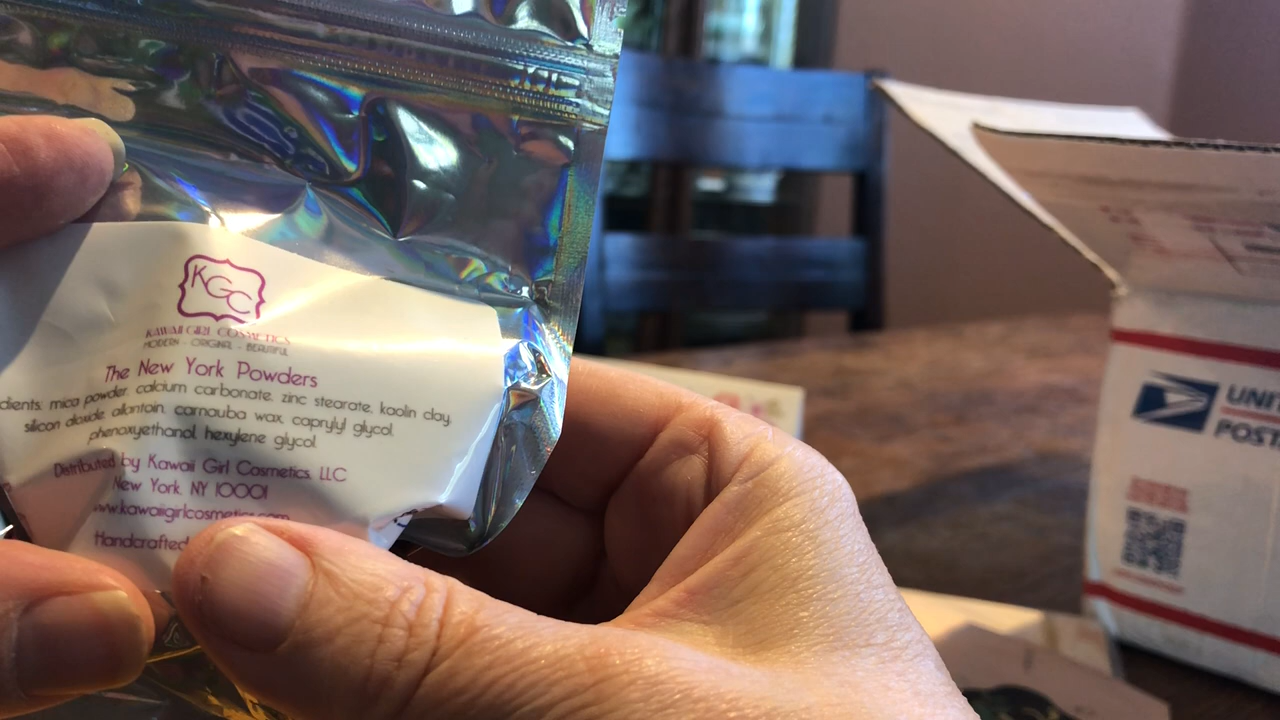 KGC
KAWAII GIRL COSMETICS
MODERN - ORIGINAL - BEAUTIFUL
The New York Powders
dients, mica powder, calcium carbonate, zinc stearate, kaolin clay,
silicon dioxide, allantoin, carnauba wax, caprylyl glycol,
phenoxyethanol, hexylene glycol.
Distributed by Kawaii Girl Cosmetics, LLC
New York, NY 10001
www.kawaiigirlcosmetics.com
Handcrafted
UNIT
POST